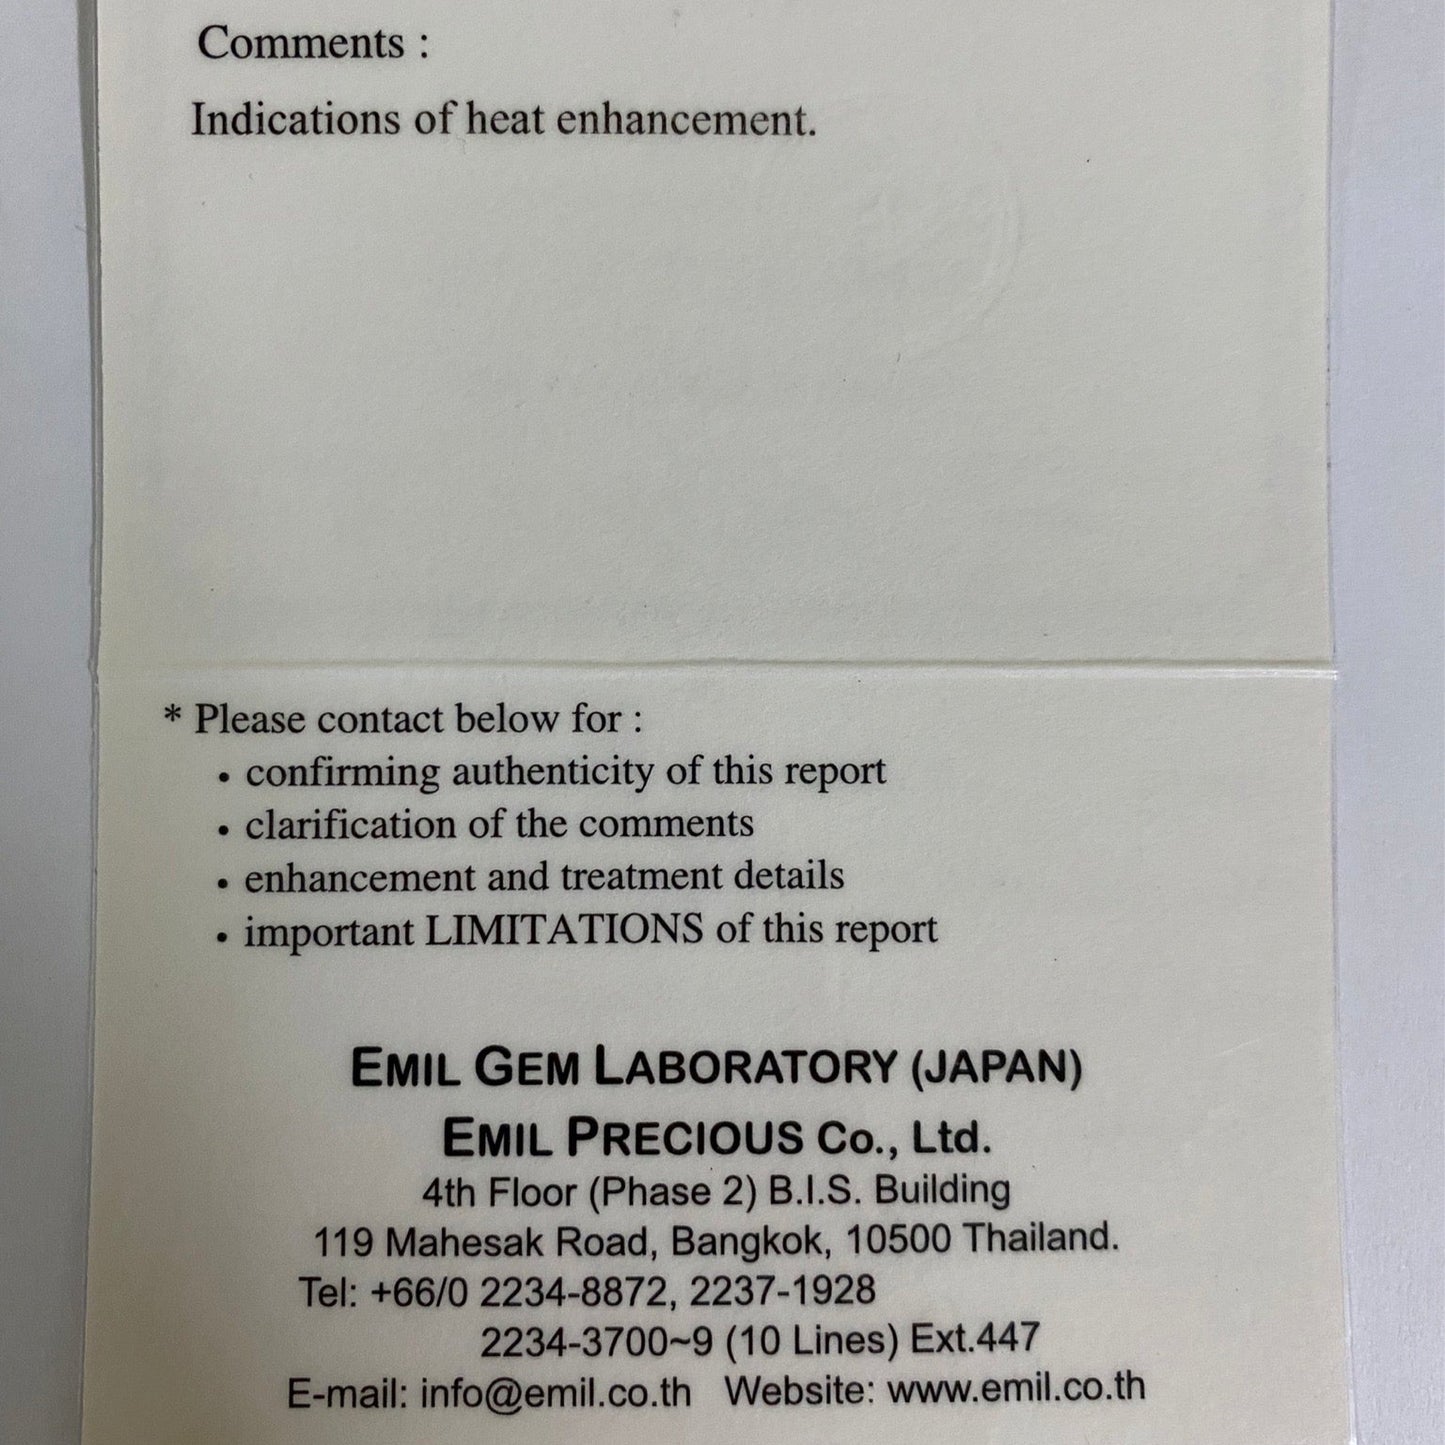 Comments :
Indications of heat enhancement.
* Please contact below for :
• confirming authenticity of this report
• clarification of the comments
• enhancement and treatment details
• important LIMITATIONS of this report
EMIL GEM LABORATORY (JAPAN)
EMIL PRECIOUS Co., Ltd.
4th Floor (Phase 2) B.I.S. Building
119 Mahesak Road, Bangkok, 10500 Thailand.
Tel: +66/0 2234-8872, 2237-1928
2234-3700~9 (10 Lines) Ext.447
E-mail: info@emil.co.th Website: www.emil.co.th